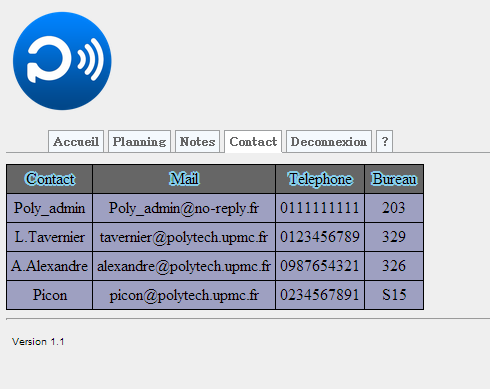 Accueil Planning Notes Contact Deconnexion ?
Contact Mail Telephone Bureau
Poly_admin Poly_admin@no-reply.fr 0111111111 203
L.Tavernier tavernier@polytech.upmc.fr 0123456789 329
A.Alexandre alexandre@polytech.upmc.fr 0987654321 326
Picon picon@polytech.upmc.fr 0234567891 S15
Version 1.1